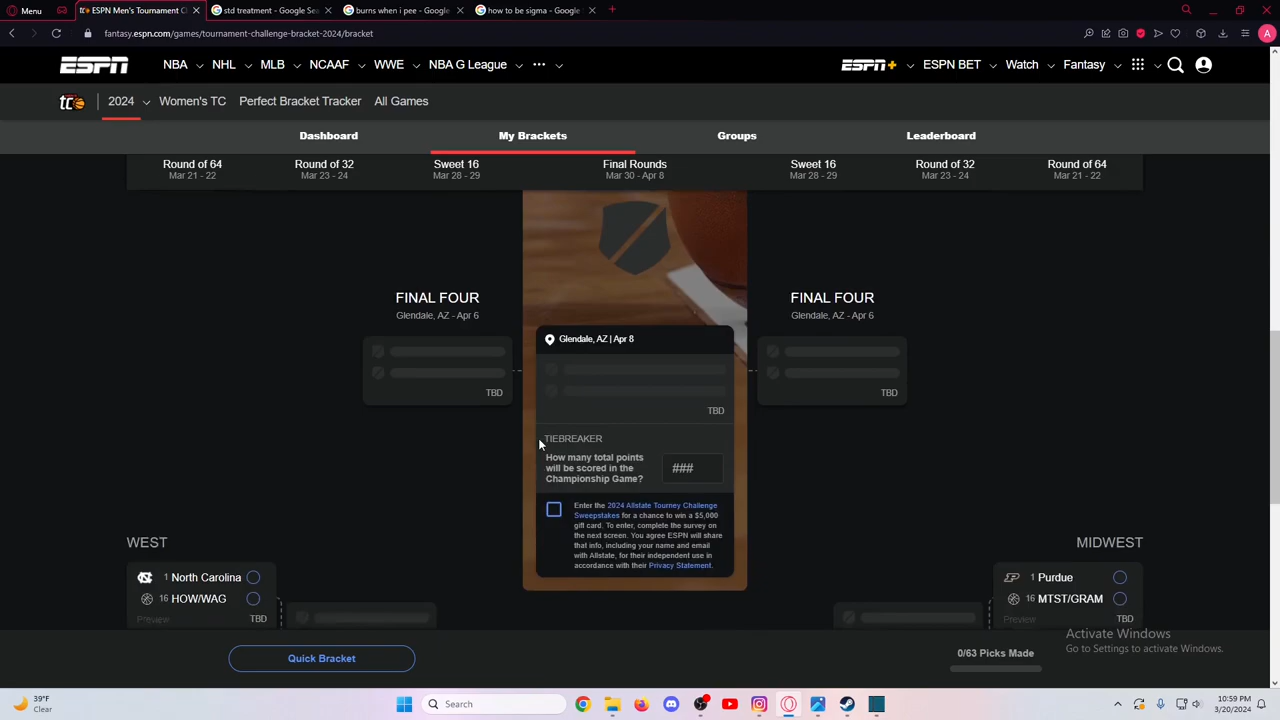 Menu
ESPN Men's Tournament C
std treatment - Google Sea
burns when i pee - Google
how to be sigma - Google
fantasy.espn.com/games/tournament-challenge-bracket-2024/bracket
A
ESPN NBA NHL MLB NCAAF WWE NBA G League ••• ESPN+ ESPN BET Watch Fantasy
tc 2024 Women's TC Perfect Bracket Tracker All Games
Dashboard My Brackets Groups Leaderboard
Round of 64 Round of 32 Sweet 16 Final Rounds Sweet 16 Round of 32 Round of 64
Mar 21 - 22 Mar 23 - 24 Mar 28 - 29 Mar 30 - Apr 8 Mar 28 - 29 Mar 23 - 24 Mar 21 - 22
FINAL FOUR
Glendale, AZ - Apr 6
TBD
FINAL FOUR
Glendale, AZ - Apr 6
TBD
Glendale, AZ | Apr 8
TBD
TIEBREAKER
How many total points
will be scored in the
Championship Game?
###
Enter the 2024 Allstate Tourney Challenge
Sweepstakes for a chance to win a $5,000
gift card. To enter, complete the survey on
the next screen. You agree ESPN will share
that info, including your name and email
with Allstate, for their independent use in
accordance with their Privacy Statement.
WEST
1 North Carolina
16 HOW/WAG
Preview TBD
MIDWEST
1 Purdue
16 MTST/GRAM
Preview TBD
Quick Bracket
0/63 Picks Made
Activate Windows
Go to Settings to activate Windows.
39°F
Clear
Search
10:59 PM
3/20/2024